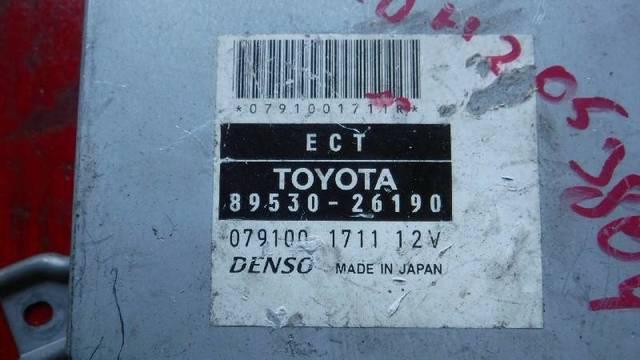 *0791001711R*
ECT
TOYOTA
89530-26190
079100-1711 12V
DENSO MADE IN JAPAN